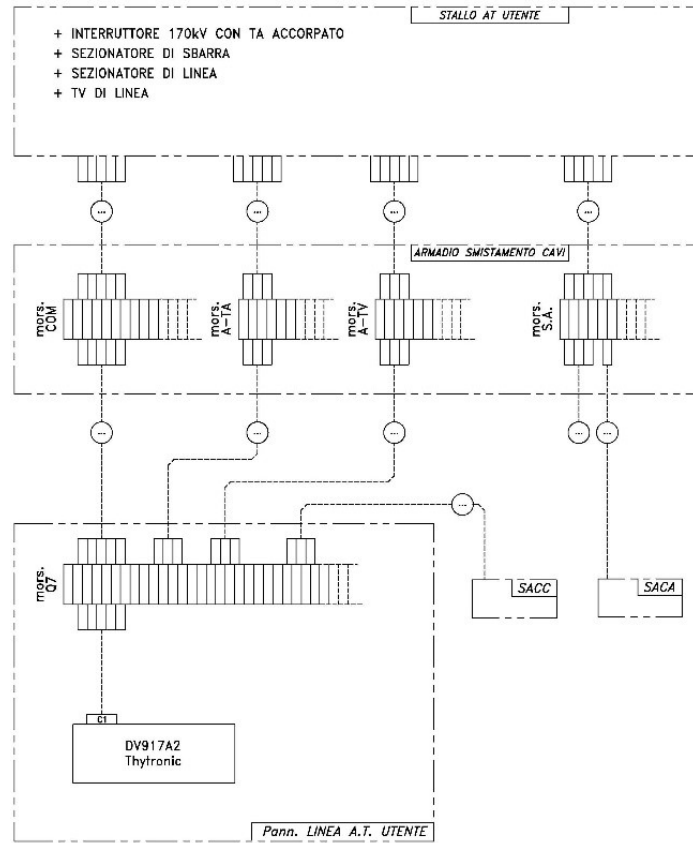 STALLO AT UTENTE
+ INTERRUTTORE 170kV CON TA ACCORPATO
+ SEZIONATORE DI SBARRA
+ SEZIONATORE DI LINEA
+ TV DI LINEA
...
...
...
...
ARMADIO SMISTAMENTO CAVI
mors.
COM
mors.
A-TA
mors.
A-TV
mors.
S.A.
...
...
...
...
...
...
mors.
Q7
SACC
SACA
C1
DV917A2
Thytronic
Pann. LINEA A.T. UTENTE